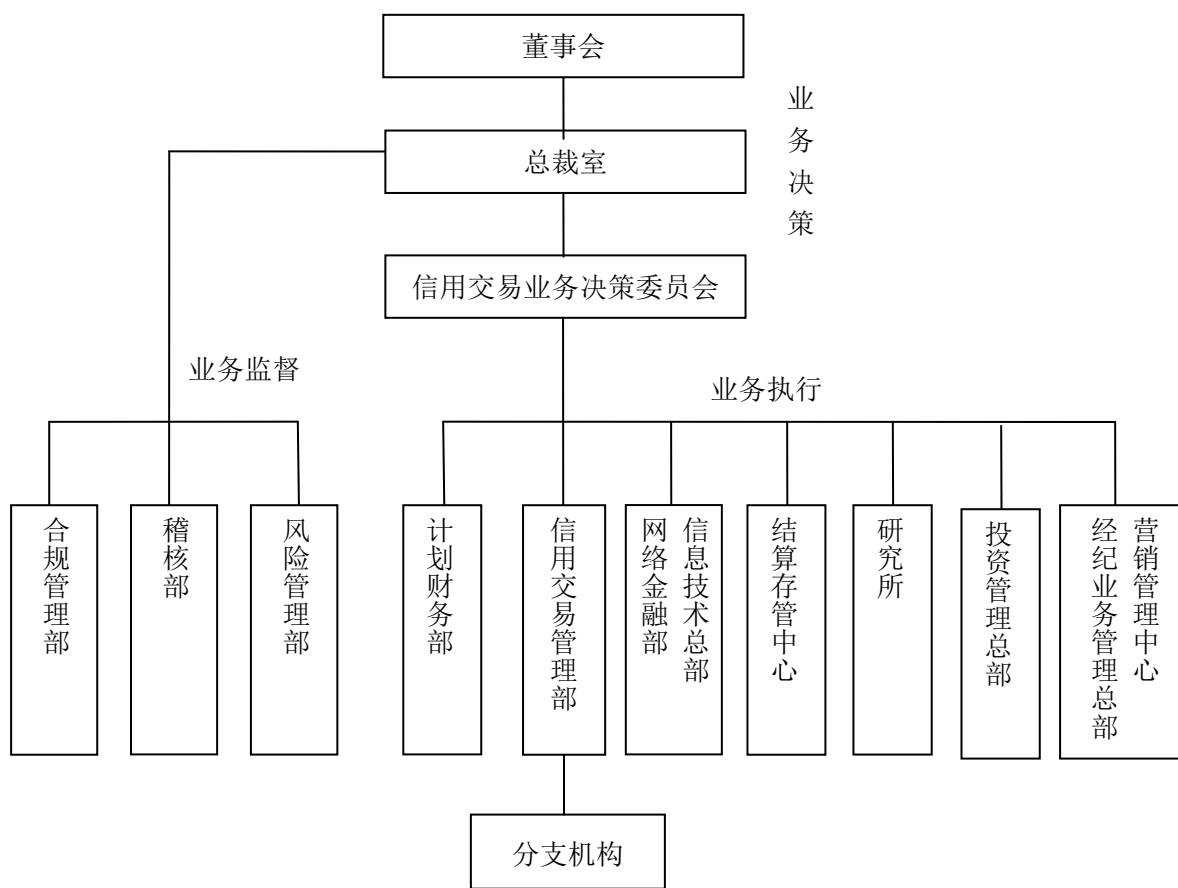 董事会
业务决策
总裁室
信用交易业务决策委员会
业务监督
业务执行
合规管理部
稽核部
风险管理部
计划财务部
信用交易管理部
信息技术总部
网络金融部
结算存管中心
研究所
投资管理总部
营销管理中心
经纪业务管理总部
分支机构